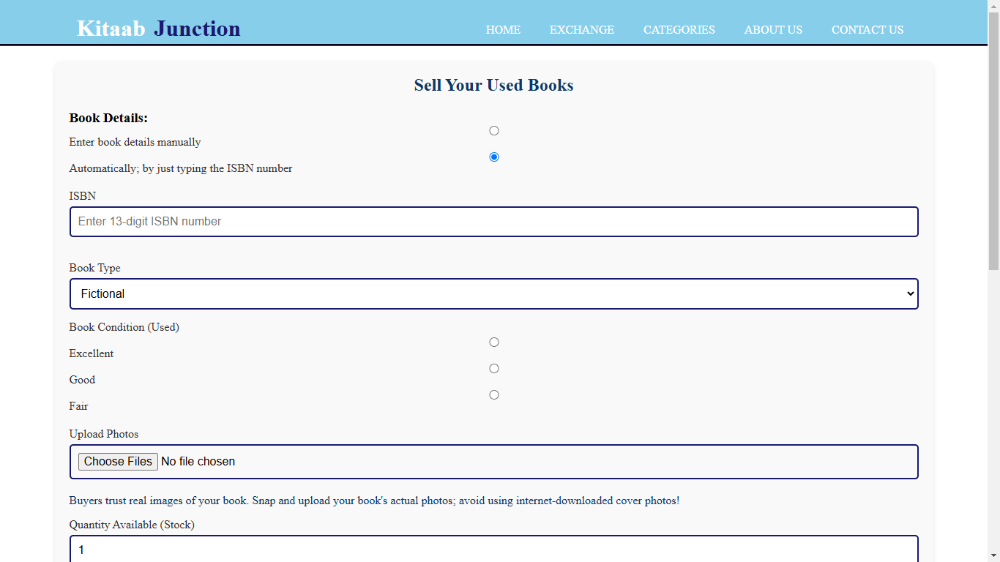 Kitaab Junction
HOME EXCHANGE CATEGORIES ABOUT US CONTACT US
Sell Your Used Books
Book Details:
Enter book details manually
Automatically; by just typing the ISBN number
ISBN
Enter 13-digit ISBN number
Book Type
Fictional
Book Condition (Used)
Excellent
Good
Fair
Upload Photos
Choose Files No file chosen
Buyers trust real images of your book. Snap and upload your book's actual photos; avoid using internet-downloaded cover photos!
Quantity Available (Stock)
1